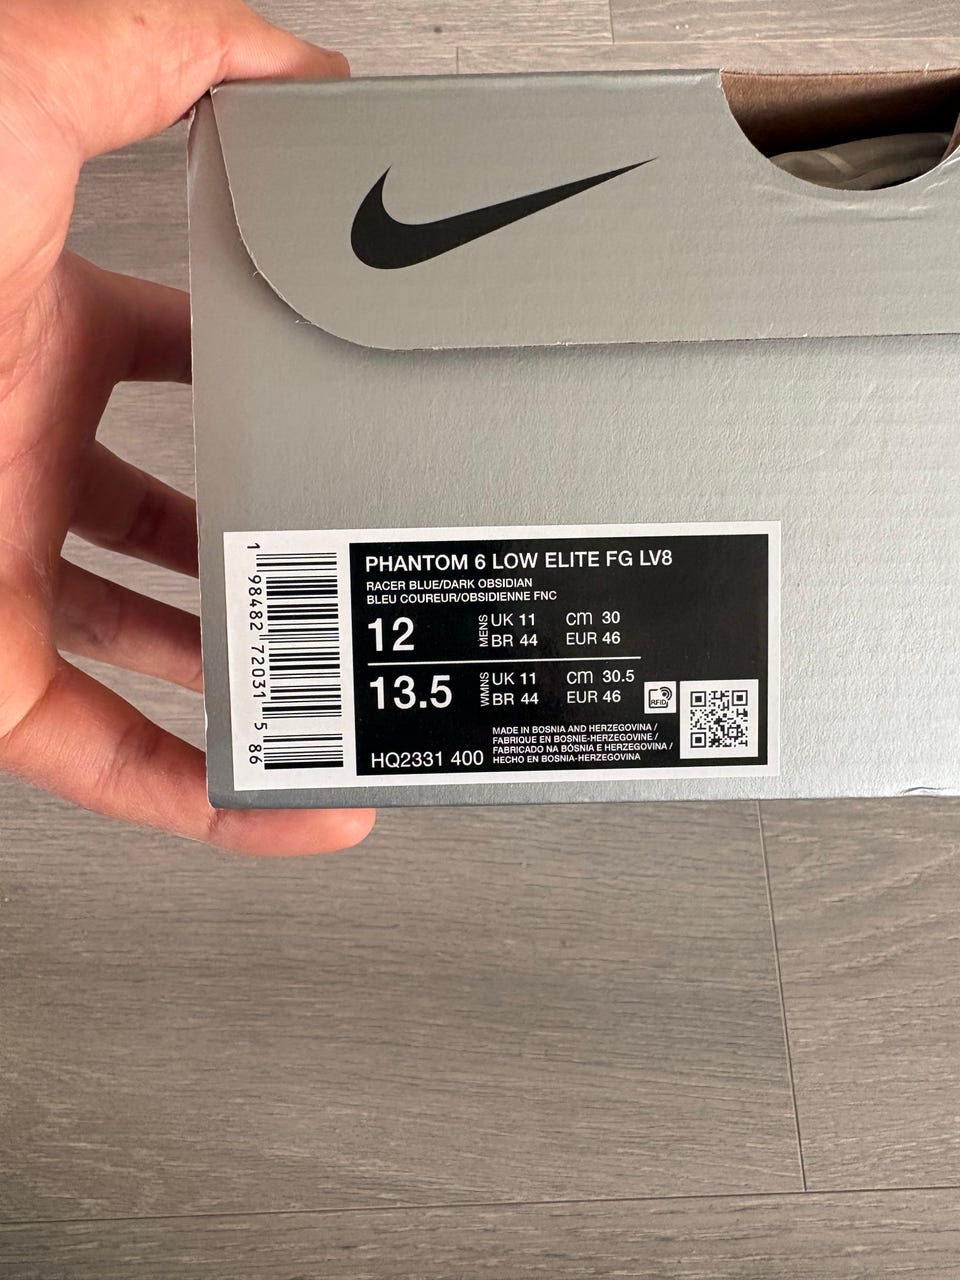 PHANTOM 6 LOW ELITE FG LV8
RACER BLUE/DARK OBSIDIAN
BLEU COUREUR/OBSIDIENNE FNC
12 MENS UK 11 cm 30
BR 44 EUR 46
13.5 WMNS UK 11 cm 30.5
BR 44 EUR 46
RFID
HQ2331 400
MADE IN BOSNIA AND HERZEGOVINA /
FABRIQUE EN BOSNIE-HERZEGOVINE /
FABRICADO NA BÓSNIA E HERZEGOVINA /
HECHO EN BOSNIA-HERZEGOVINA
1 98482 72031 5 86